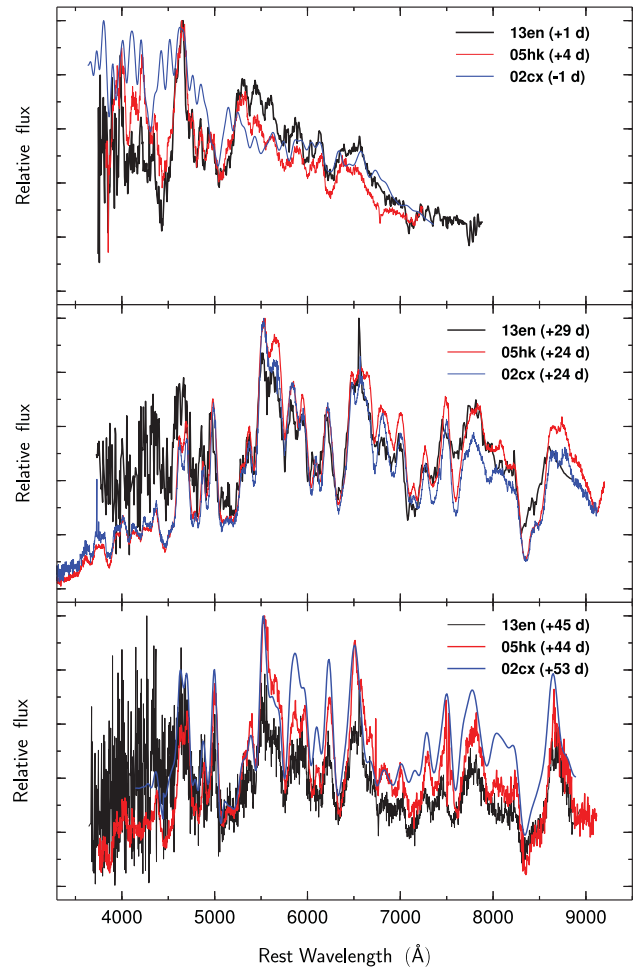 13en (+1 d)
05hk (+4 d)
02cx (-1 d)
Relative flux
13en (+29 d)
05hk (+24 d)
02cx (+24 d)
Relative flux
13en (+45 d)
05hk (+44 d)
02cx (+53 d)
Relative flux
4000 5000 6000 7000 8000 9000
Rest Wavelength (Å)